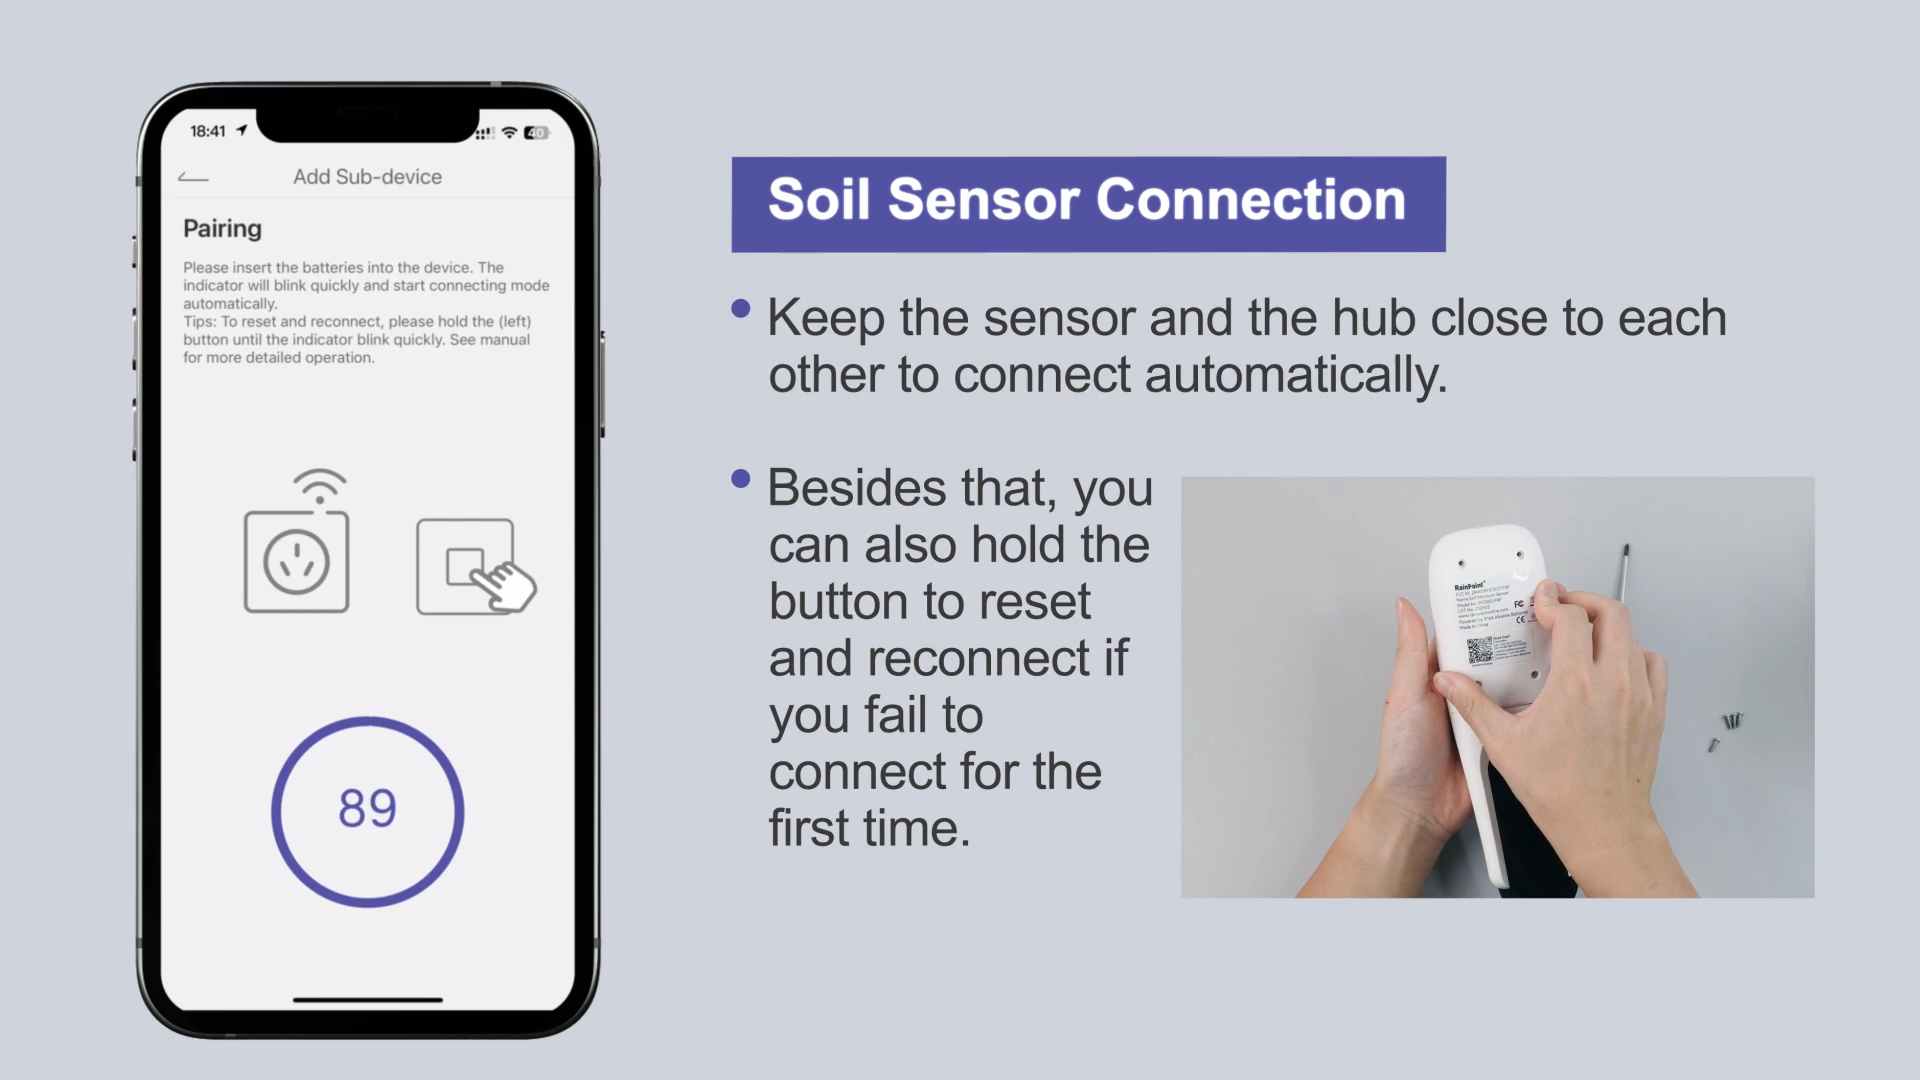 18:41
40
Add Sub-device
Pairing
Please insert the batteries into the device. The
indicator will blink quickly and start connecting mode
automatically.
Tips: To reset and reconnect, please hold the (left)
button until the indicator blink quickly. See manual
for more detailed operation.
89
Soil Sensor Connection
Keep the sensor and the hub close to each
other to connect automatically.
Besides that, you
can also hold the
button to reset
and reconnect if
you fail to
connect for the
first time.
RainPoint
Made in China